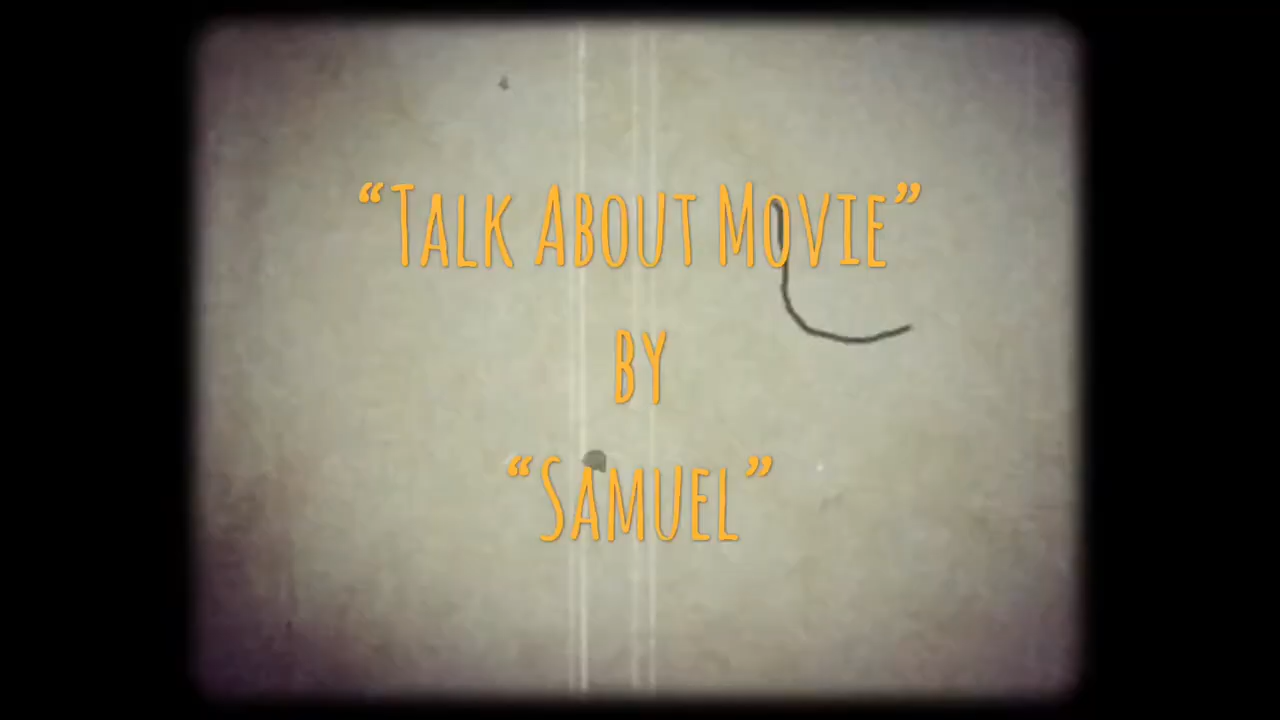 “Talk About Movie”
by
“Samuel”